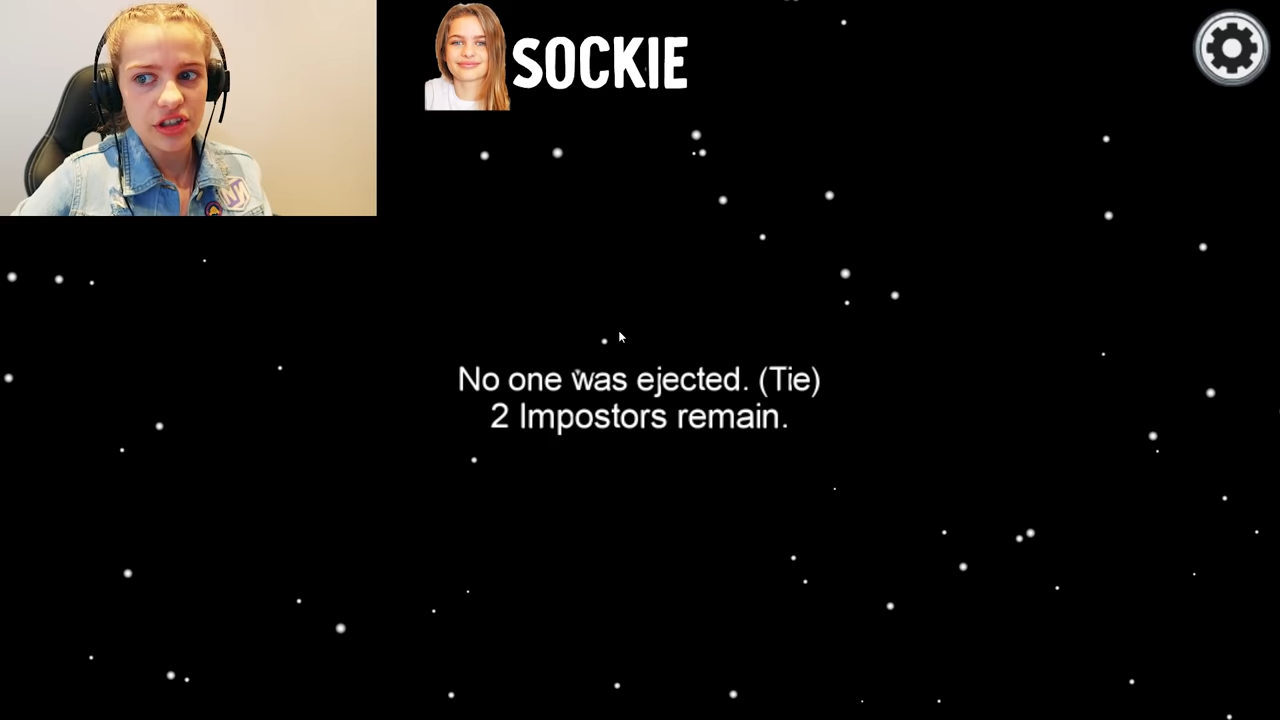 SOCKIE
No one was ejected. (Tie)
2 Impostors remain.